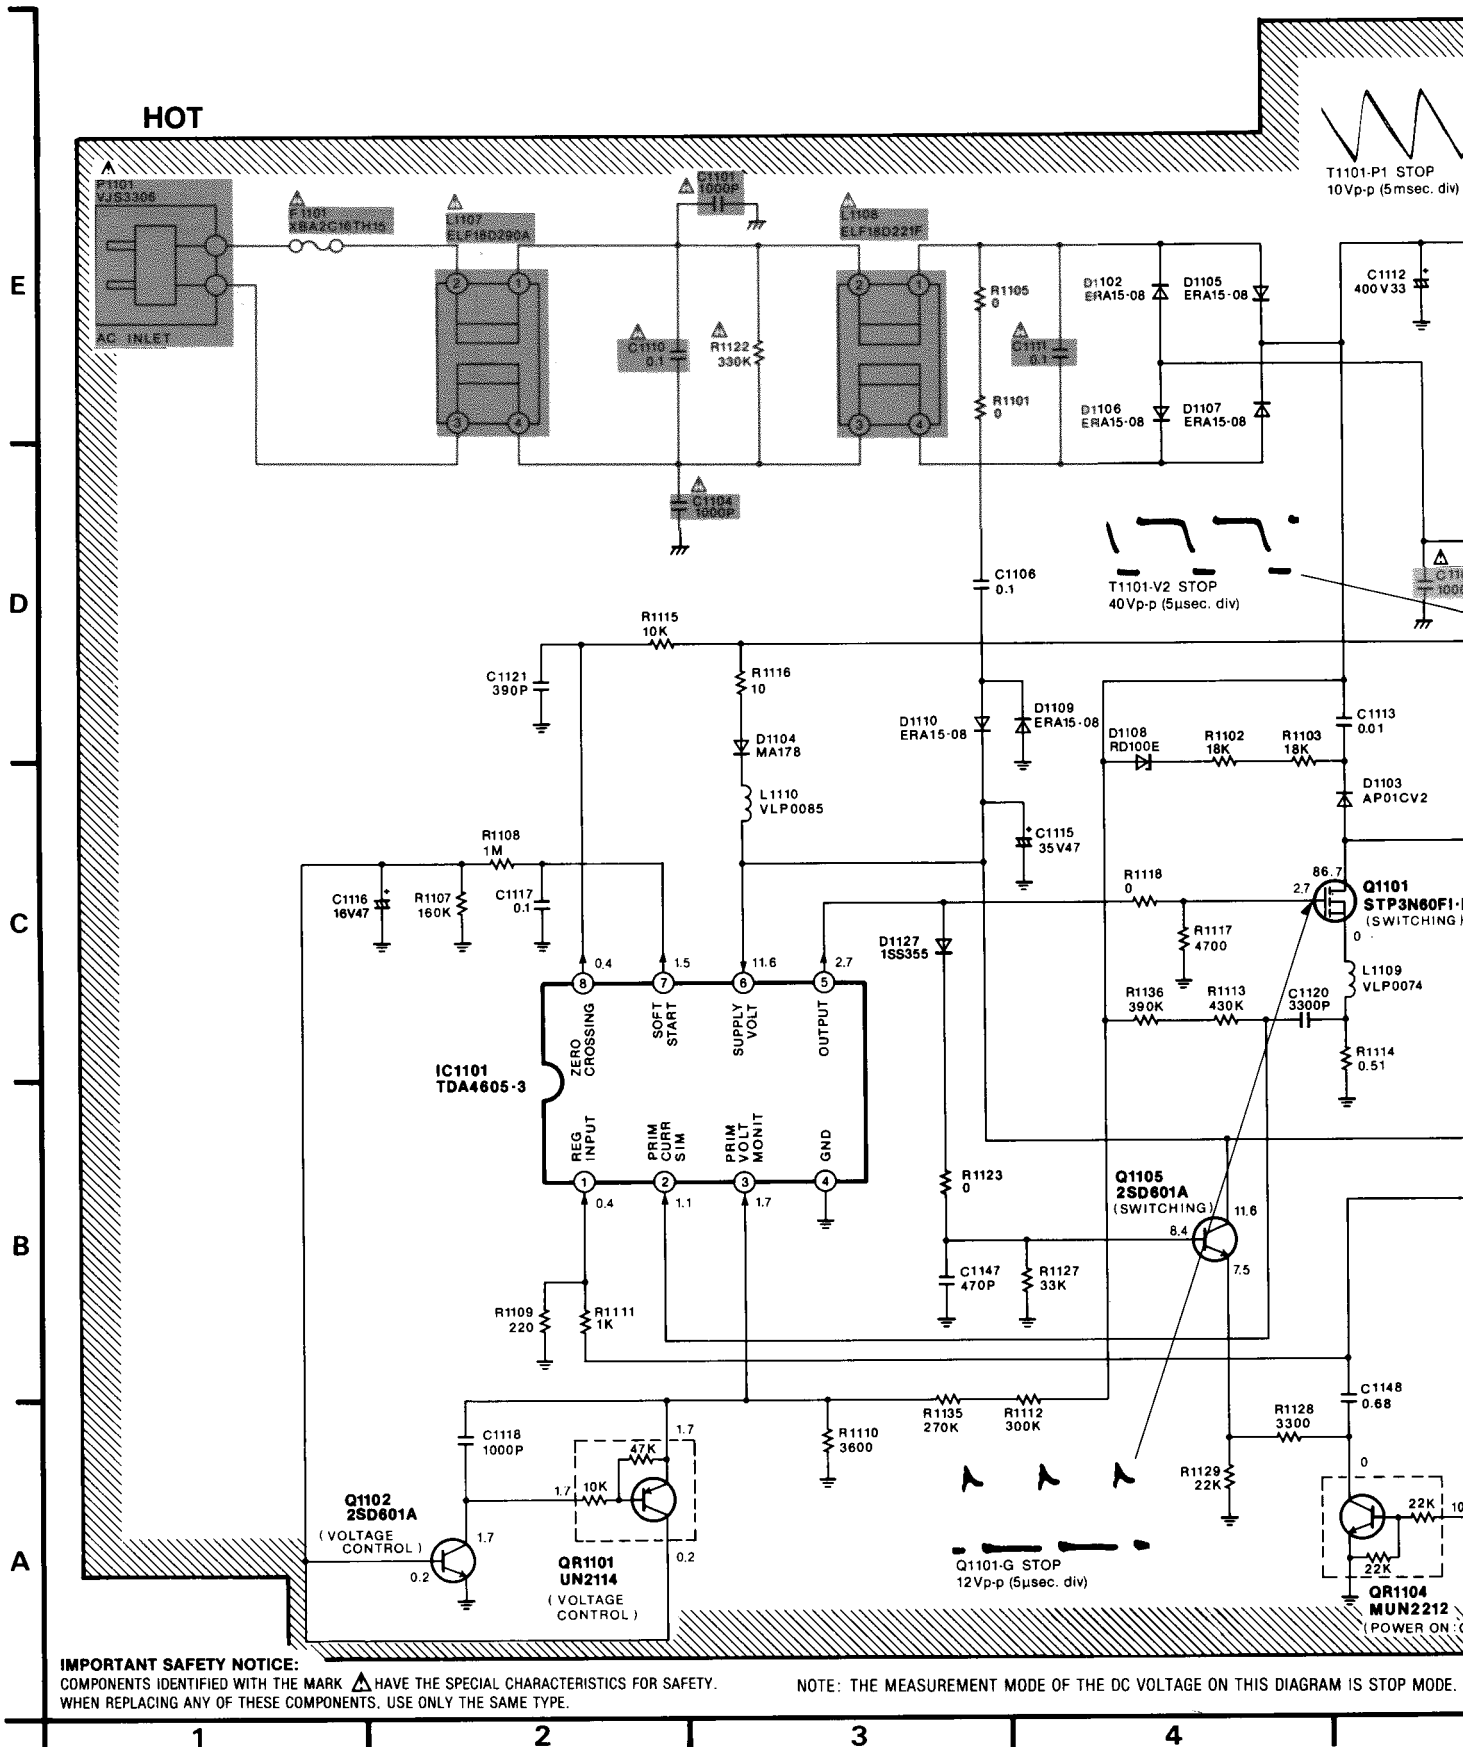 HOT
T1101-P1 STOP
10Vp-p (5msec. div)
P1101
VJS3306
F1101
XBA2C16TH15
L1107
ELF18D290A
C1101
1000P
L1108
ELF18D221F
E
2
1
2
1
R1105
0
D1102
ERA15-08
D1105
ERA15-08
C1112
400V33
AC INLET
C1110
0.1
R1122
330K
C1111
0.1
R1101
0
D1106
ERA15-08
D1107
ERA15-08
3
4
3
4
C1104
1000P
T1101-V2 STOP
40Vp-p (5µsec. div)
D
C1106
0.1
R1115
10K
C1121
390P
R1116
10
D1104
MA178
L1110
VLP0085
D1110
ERA15-08
D1109
ERA15-08
D1108
RD100E
R1102
18K
R1103
18K
C1113
0.01
D1103
AP01CV2
C1115
35V47
R1108
1M
C1116
16V47
R1107
160K
C1117
0.1
R1118
0
86.7
2.7
Q1101
STP3N60FI
(SWITCHING)
0
C
D1127
1SS355
R1117
4700
L1109
VLP0074
8
0.4
7
1.5
6
11.6
5
2.7
ZERO
CROSSING
SOFT
START
SUPPLY
VOLT
OUTPUT
R1136
390K
R1113
430K
C1120
3300P
R1114
0.51
IC1101
TDA4605-3
REG
INPUT
PRIM
CURR
SIM
PRIM
VOLT
MONIT
GND
1
0.4
2
1.1
3
1.7
4
R1123
0
Q1105
2SD601A
(SWITCHING)
11.6
8.4
7.5
B
C1147
470P
R1127
33K
R1109
220
R1111
1K
C1148
0.68
R1135
270K
R1112
300K
R1128
3300
C1118
1000P
1.7
47K
R1110
3600
R1129
22K
0
1.7
10K
22K
10
Q1102
2SD601A
(VOLTAGE
CONTROL)
1.7
0.2
0.2
QR1101
UN2114
(VOLTAGE
CONTROL)
Q1101-G STOP
12Vp-p (5µsec. div)
22K
QR1104
MUN2212
(POWER ON:
A
IMPORTANT SAFETY NOTICE:
COMPONENTS IDENTIFIED WITH THE MARK ⚠ HAVE THE SPECIAL CHARACTERISTICS FOR SAFETY.
WHEN REPLACING ANY OF THESE COMPONENTS, USE ONLY THE SAME TYPE.
NOTE: THE MEASUREMENT MODE OF THE DC VOLTAGE ON THIS DIAGRAM IS STOP MODE.
1
2
3
4